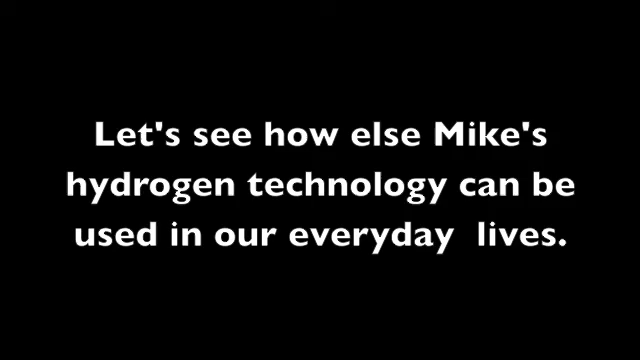 Let's see how else Mike's
hydrogen technology can be
used in our everyday  lives.